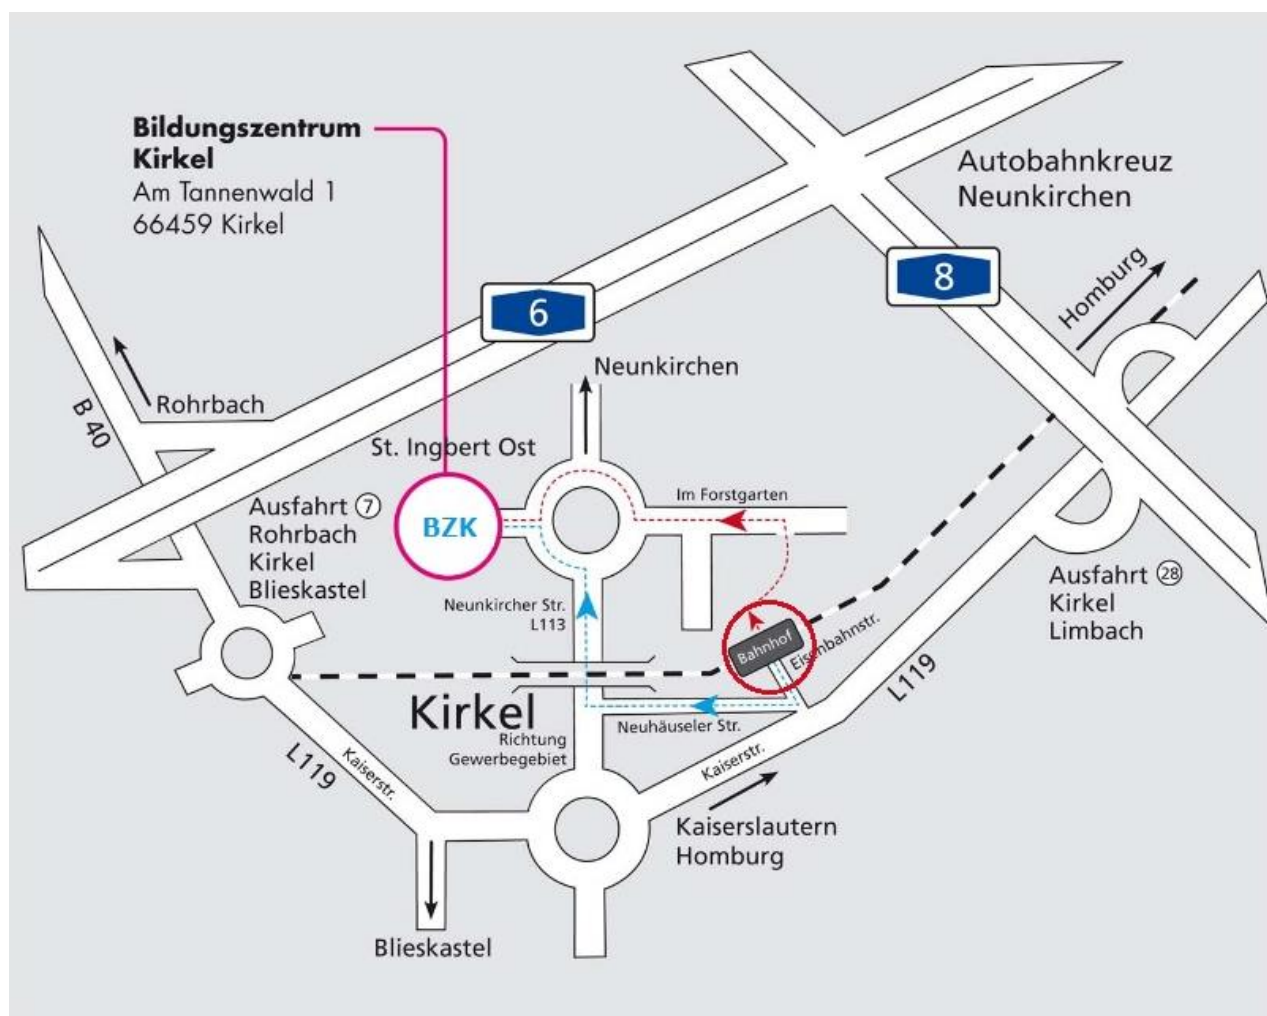 Bildungszentrum
Kirkel
Am Tannenwald 1
66459 Kirkel
Autobahnkreuz
Neunkirchen
8
6
Homburg
Neunkirchen
Rohrbach
B 40
St. Ingbert Ost
Ausfahrt 7
Rohrbach
Kirkel
Blieskastel
BZK
Im Forstgarten
Ausfahrt 28
Kirkel
Limbach
Neunkircher Str.
L113
Bahnhof
Eisenbahnstr.
L119
Kirkel
Neuhäuseler Str.
Richtung
Gewerbegebiet
L119
Kaiserstr.
Kaiserstr.
Kaiserslautern
Homburg
Blieskastel